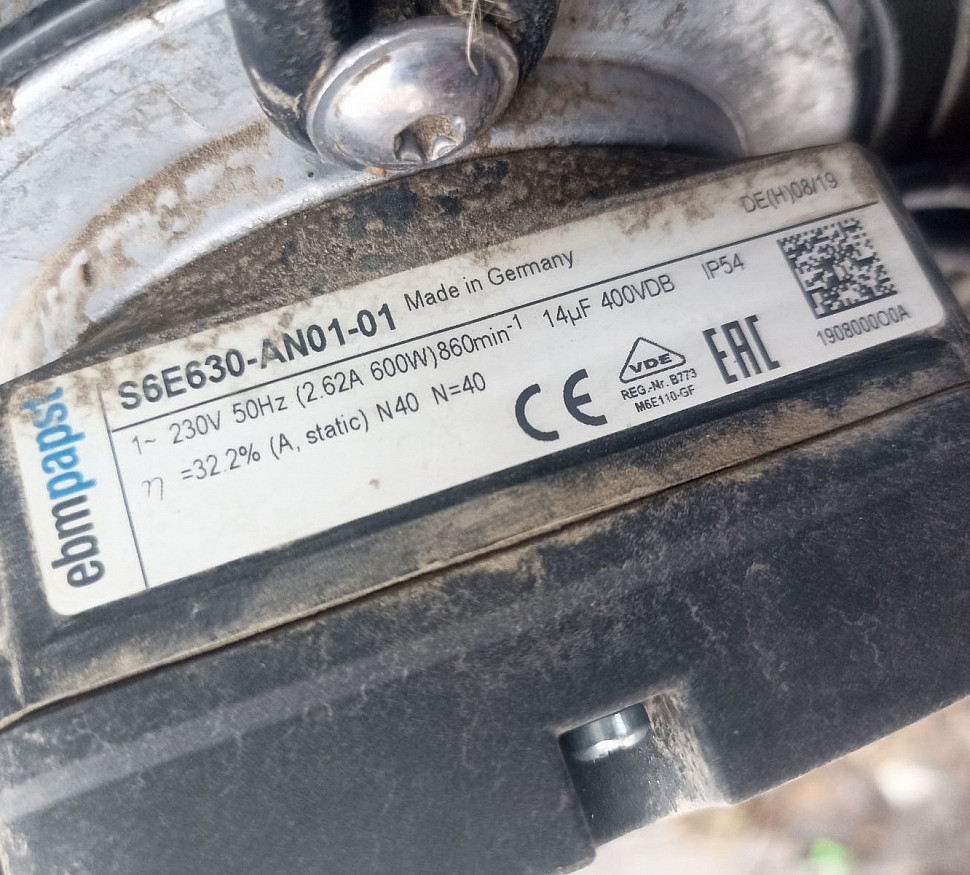 ebmpapst
DE(H)08/19
S6E630-AN01-01 Made in Germany
1~ 230V 50Hz (2.62A 600W)860min-1 14µF 400VDB IP54
η =32.2% (A, static) N40 N=40
CE
VDE
REG.-Nr. B773
M6E110-GF
EAC
1908000O0A